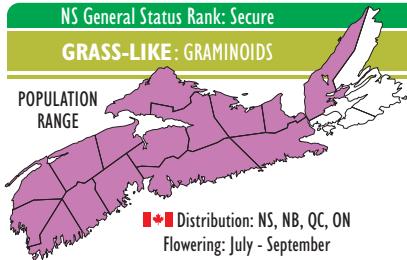 NS General Status Rank: Secure
GRASS-LIKE: GRAMINOIDS
POPULATION
RANGE
Distribution: NS, NB, QC, ON
Flowering: July - September